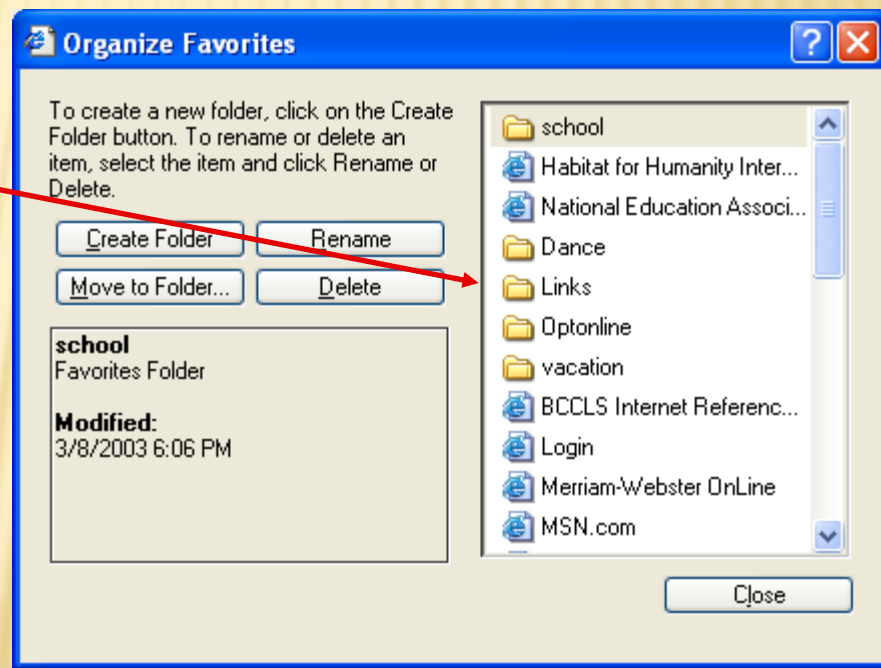 Organize Favorites
To create a new folder, click on the Create
Folder button. To rename or delete an
item, select the item and click Rename or
Delete.
Create Folder
Rename
Move to Folder...
Delete
school
Favorites Folder
Modified:
3/8/2003 6:06 PM
school
Habitat for Humanity Inter...
National Education Associ...
Dance
Links
Optonline
vacation
BCCLS Internet Referenc...
Login
Merriam-Webster OnLine
MSN.com
Close